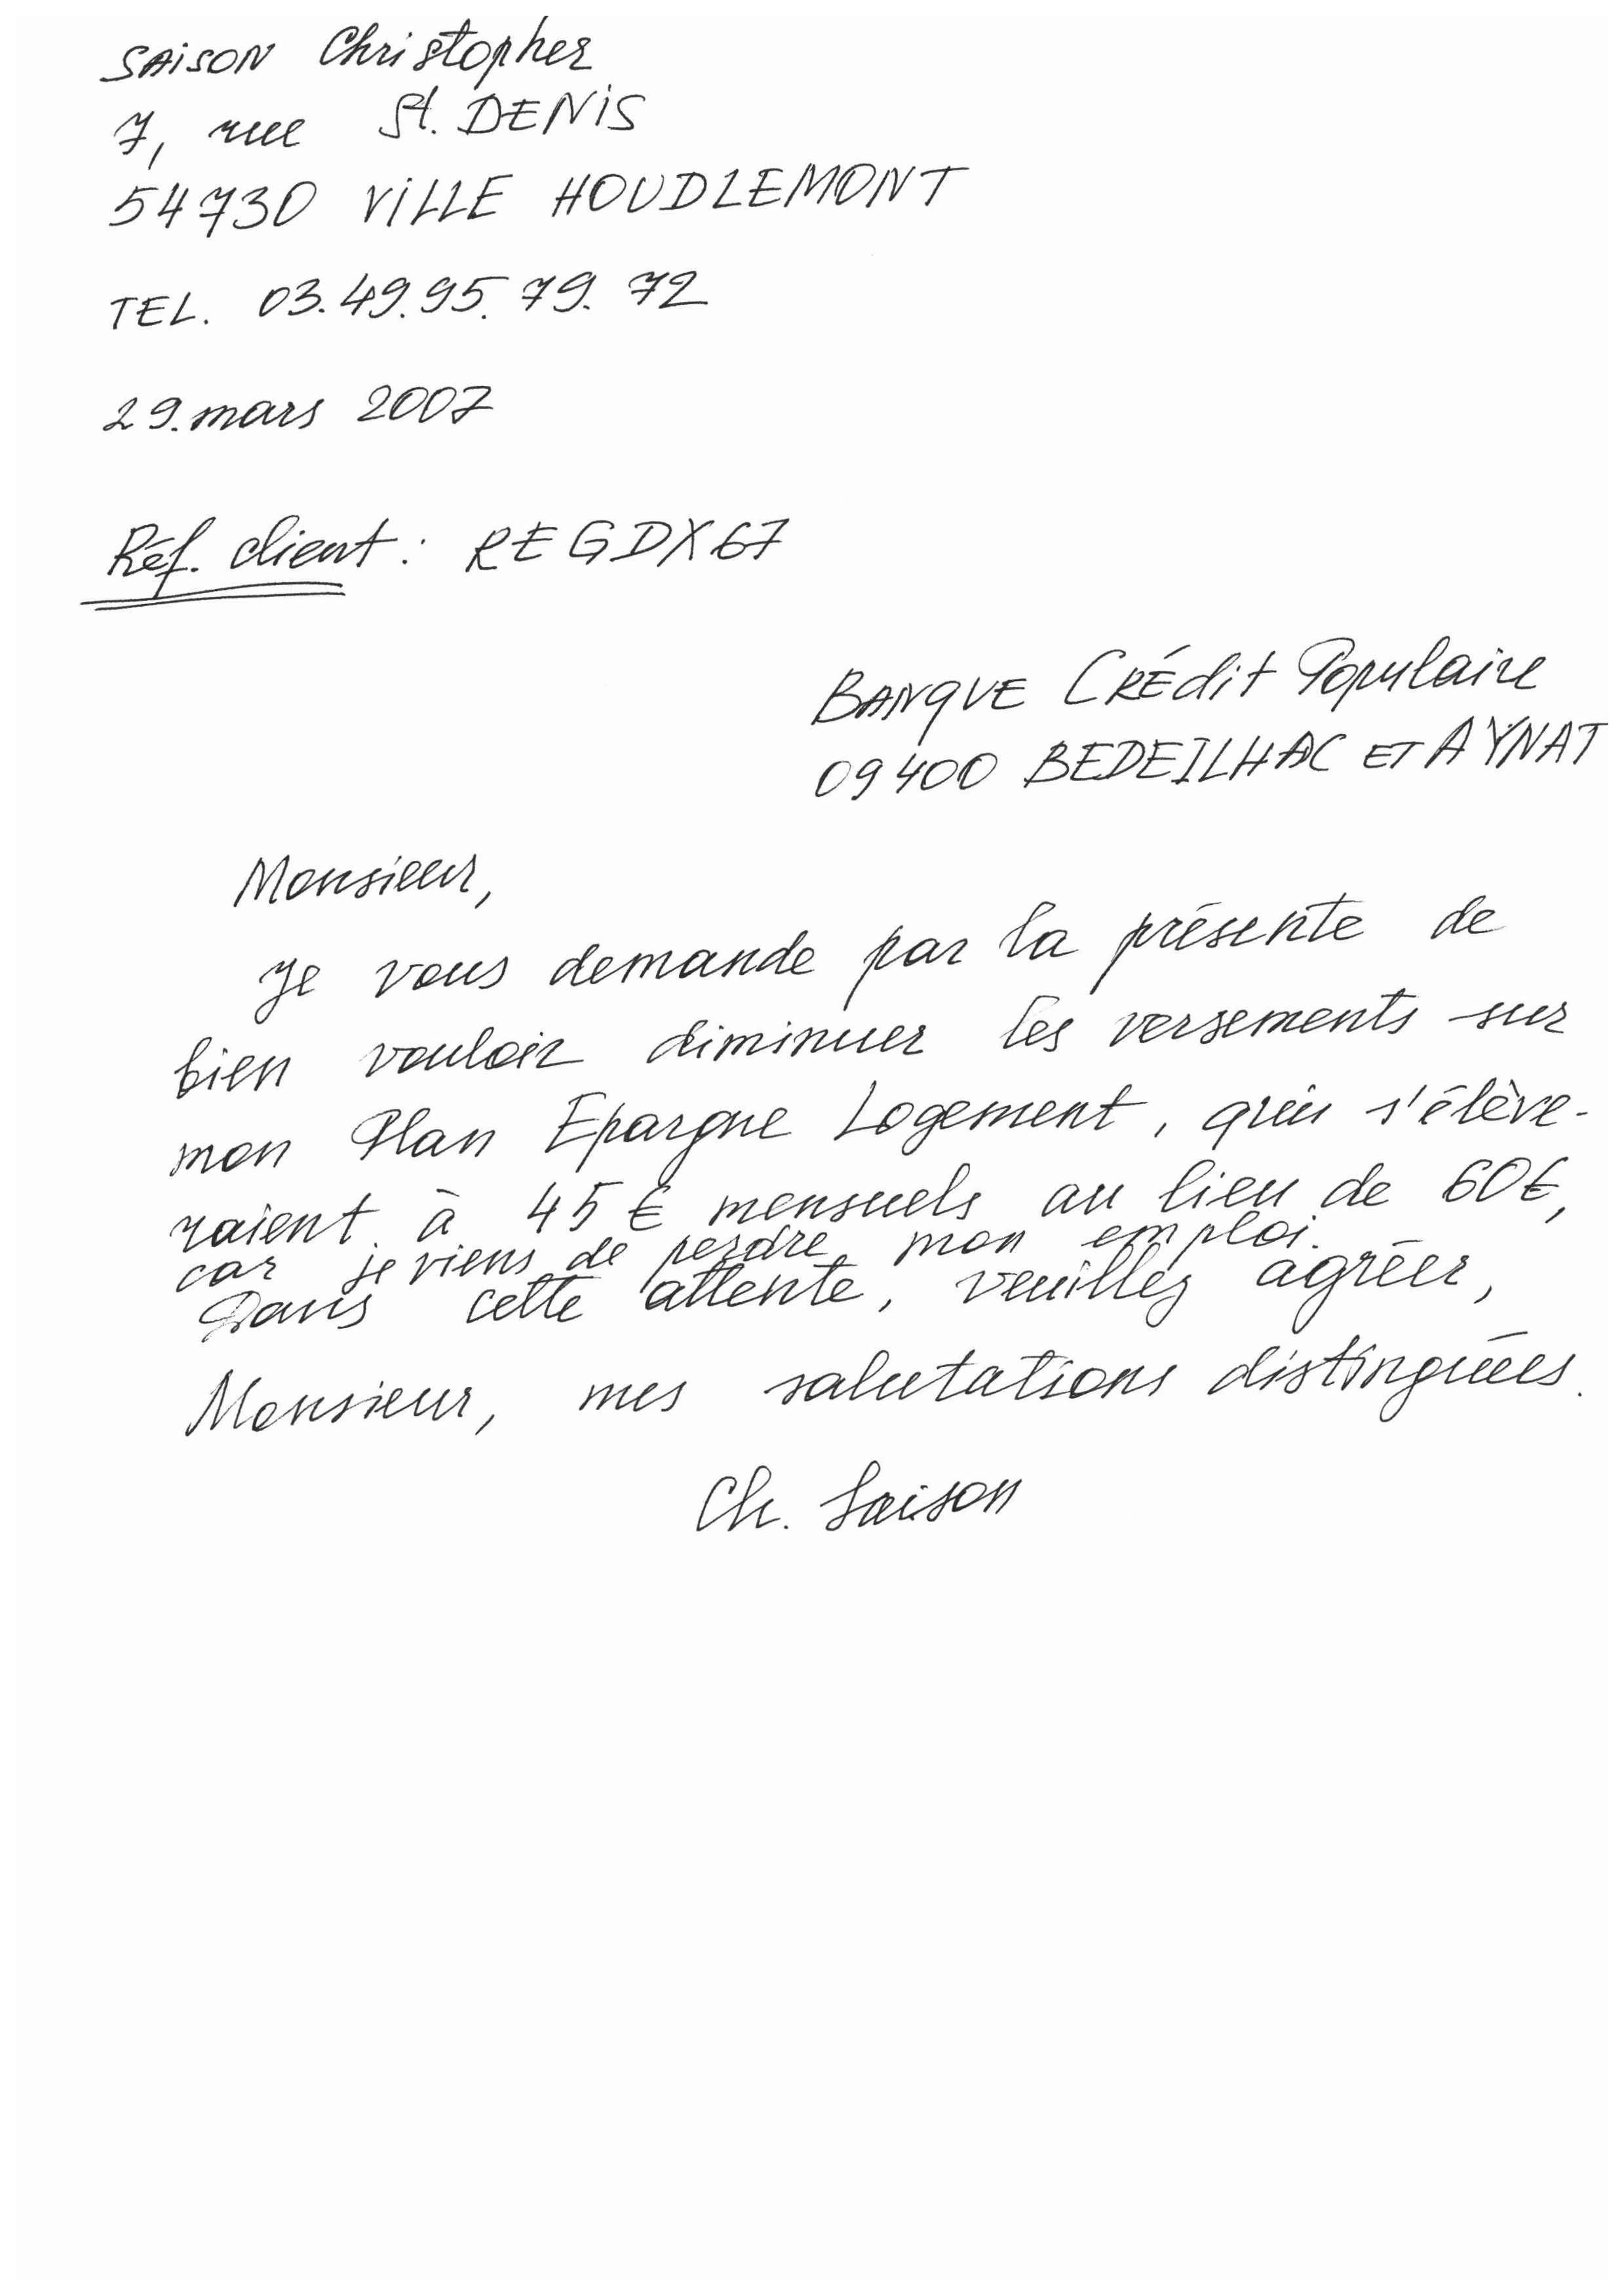 SAISON Christopher
7, rue St. DENIS
54730 VILLE HOUDLEMONT
TEL. 03.49.95.79.72
29.mars 2007
Réf. client : REGDX67
BANQUE CRÉdit Populaire
09400 BEDEILHAC ET AYNAT
Monsieur,
Je vous demande par la présente de
bien vouloir diminuer les versements sur
mon Plan Epargne Logement, qui s'élève-
raient à 45 € mensuels au lieu de 60€,
car je viens de perdre mon emploi.
Dans cette attente, veuillez agréer,
Monsieur, mes salutations distinguées.
Ch. Saison